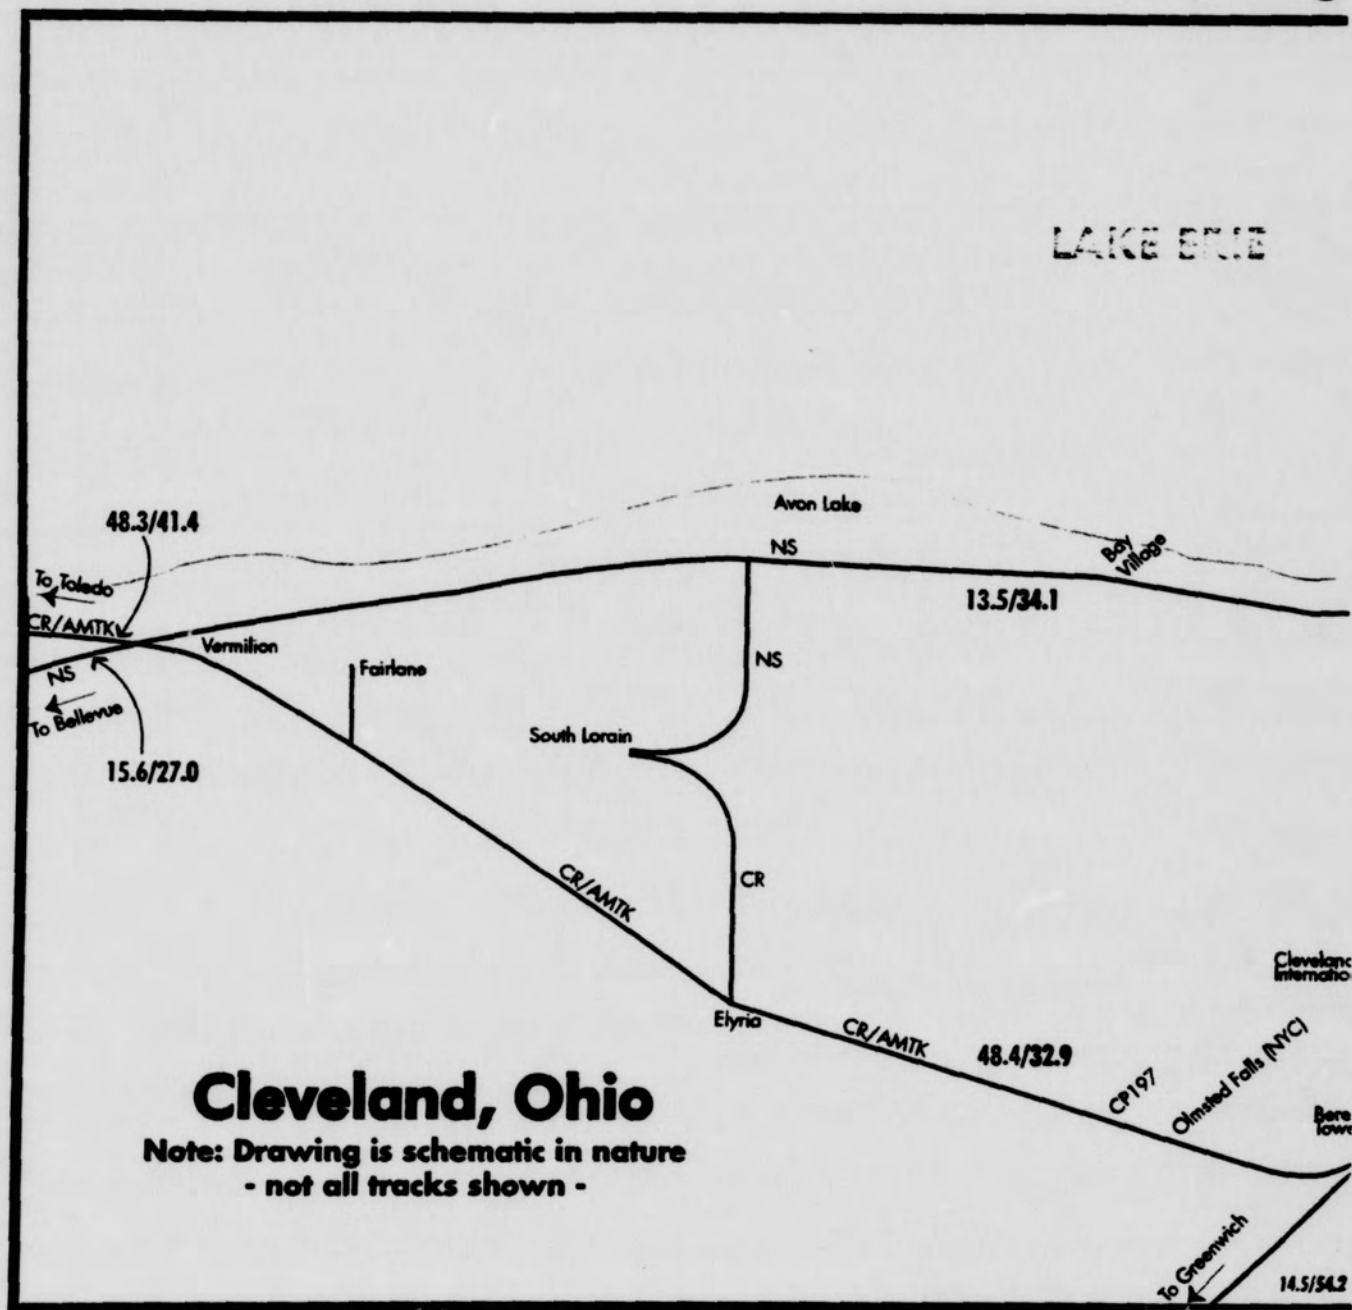 LAKE ERIE
Avon Lake
48.3/41.4
NS
Bay
Village
To Toledo
13.5/34.1
CR/AMTK
Vermilion
NS
Fairlane
NS
To Bellevue
South Lorain
15.6/27.0
CR/AMTK
CR
Elyria
CR/AMTK
48.4/32.9
CP197
Olmsted Falls (NYC)
Cleveland, Ohio
Note: Drawing is schematic in nature
- not all tracks shown -
To Greenwich
14.5/54.2